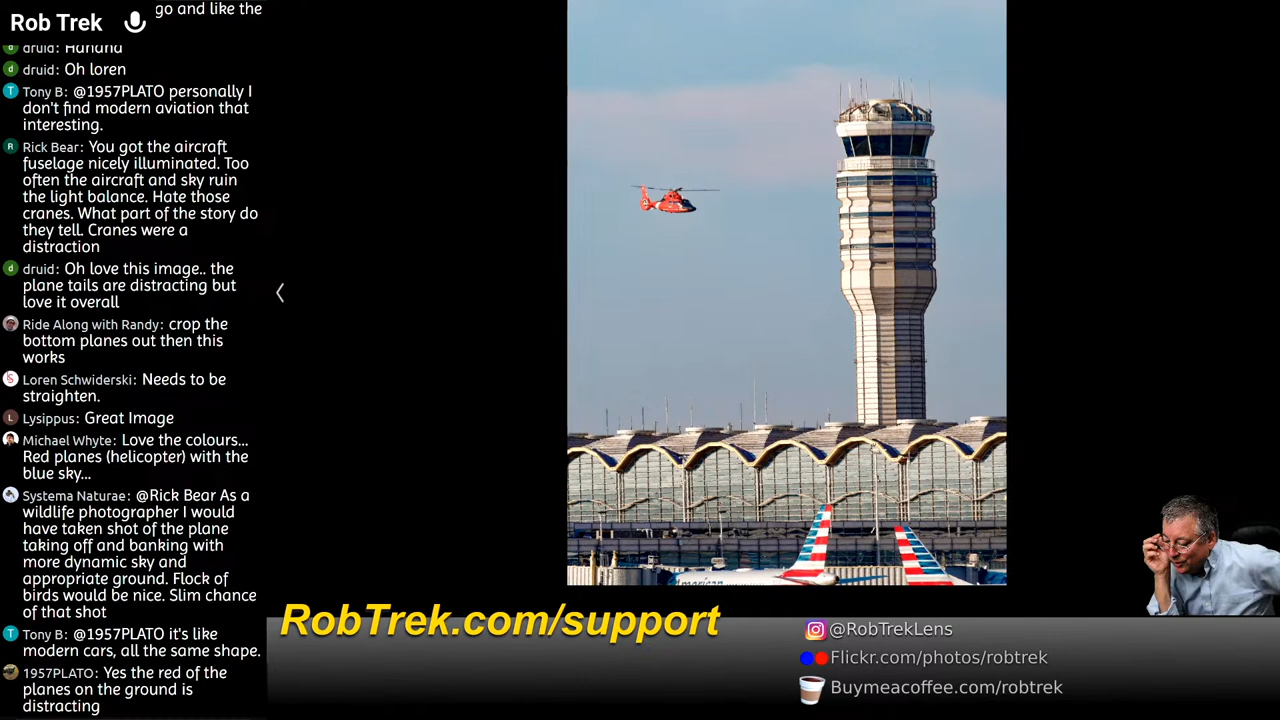 Rob Trek
go and like the
druid: Hahaha
druid: Oh loren
Tony B: @1957PLATO personally I
don't find modern aviation that
interesting.
Rick Bear: You got the aircraft
fuselage nicely illuminated. Too
often the aircraft and sky ruin
the light balance. Hate those
cranes. What part of the story do
they tell. Cranes were a
distraction
druid: Oh love this image.. the
plane tails are distracting but
love it overall
Ride Along with Randy: crop the
bottom planes out then this
works
Loren Schwiderski: Needs to be
straighten.
Lysippus: Great Image
Michael Whyte: Love the colours...
Red planes (helicopter) with the
blue sky...
Systema Naturae: @Rick Bear As a
wildlife photographer I would
have taken shot of the plane
taking off and banking with
more dynamic sky and
appropriate ground. Flock of
birds would be nice. Slim chance
of that shot
Tony B: @1957PLATO it's like
modern cars, all the same shape.
1957PLATO: Yes the red of the
planes on the ground is
distracting
American
RobTrek.com/support
@RobTrekLens
Flickr.com/photos/robtrek
Buymeacoffee.com/robtrek